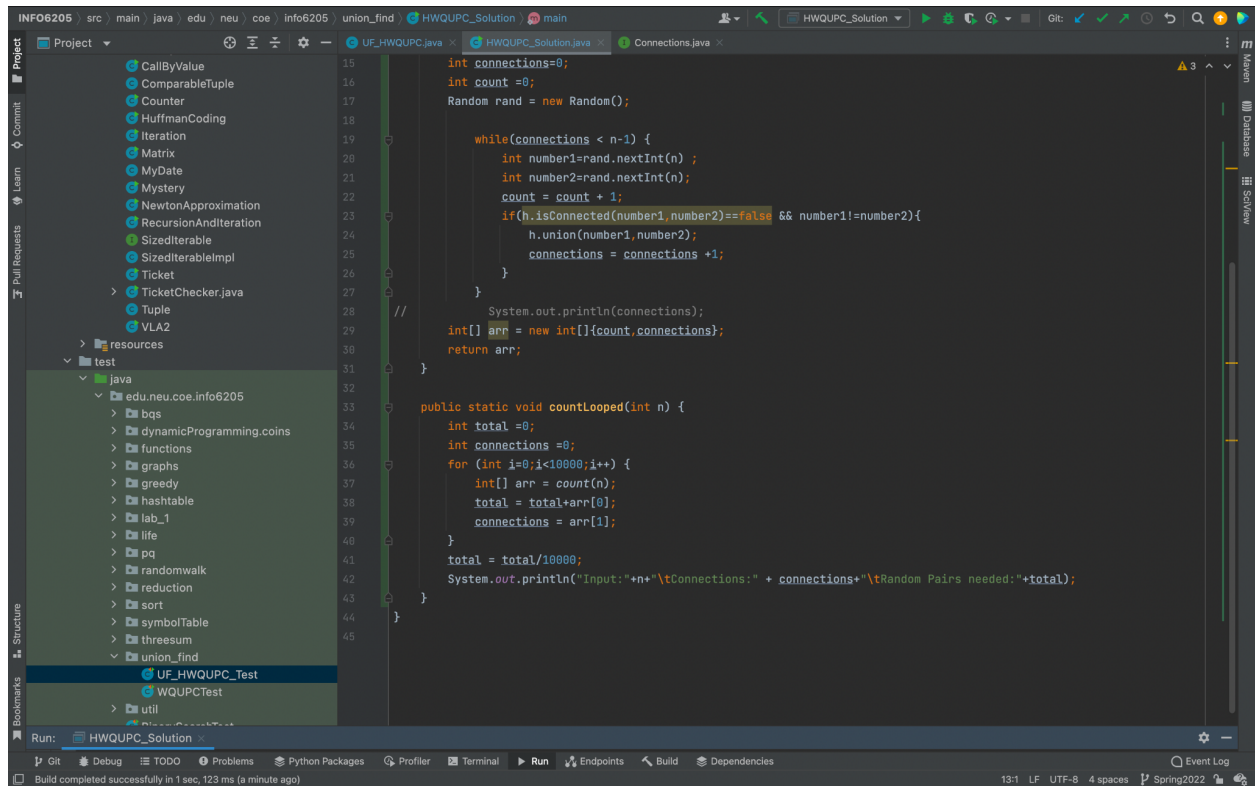 INFO6205 〉 src 〉 main 〉 java 〉 edu 〉 neu 〉 coe 〉 info6205 〉 union_find 〉 HWQUPC_Solution 〉 main
HWQUPC_Solution
Git:
Project
UF_HWQUPC.java
HWQUPC_Solution.java
Connections.java
CallByValue
ComparableTuple
Counter
HuffmanCoding
Iteration
Matrix
MyDate
Mystery
NewtonApproximation
RecursionAndIteration
SizedIterable
SizedIterableImpl
Ticket
TicketChecker.java
Tuple
VLA2
resources
test
java
edu.neu.coe.info6205
bqs
dynamicProgramming.coins
functions
graphs
greedy
hashtable
lab_1
life
pq
randomwalk
reduction
sort
symbolTable
threesum
union_find
UF_HWQUPC_Test
WQUPCTest
util
BinarySearchTest
15 int connections=0;
16 int count =0;
17 Random rand = new Random();
18
19 while(connections < n-1) {
20 int number1=rand.nextInt(n) ;
21 int number2=rand.nextInt(n);
22 count = count + 1;
23 if(h.isConnected(number1,number2)==false && number1!=number2){
24 h.union(number1,number2);
25 connections = connections +1;
26 }
27 }
28 // System.out.println(connections);
29 int[] arr = new int[]{count,connections};
30 return arr;
31 }
32
33 public static void countLooped(int n) {
34 int total =0;
35 int connections =0;
36 for (int i=0;i<10000;i++) {
37 int[] arr = count(n);
38 total = total+arr[0];
39 connections = arr[1];
40 }
41 total = total/10000;
42 System.out.println("Input:"+n+"\tConnections:" + connections+"\tRandom Pairs needed:"+total);
43 }
44 }
45
3
Project
Commit
Learn
Pull Requests
Structure
Bookmarks
m
Maven
Database
SciView
Run: HWQUPC_Solution
Git
Debug
TODO
Problems
Python Packages
Profiler
Terminal
Run
Endpoints
Build
Dependencies
Event Log
Build completed successfully in 1 sec, 123 ms (a minute ago)
13:1 LF UTF-8 4 spaces Spring2022